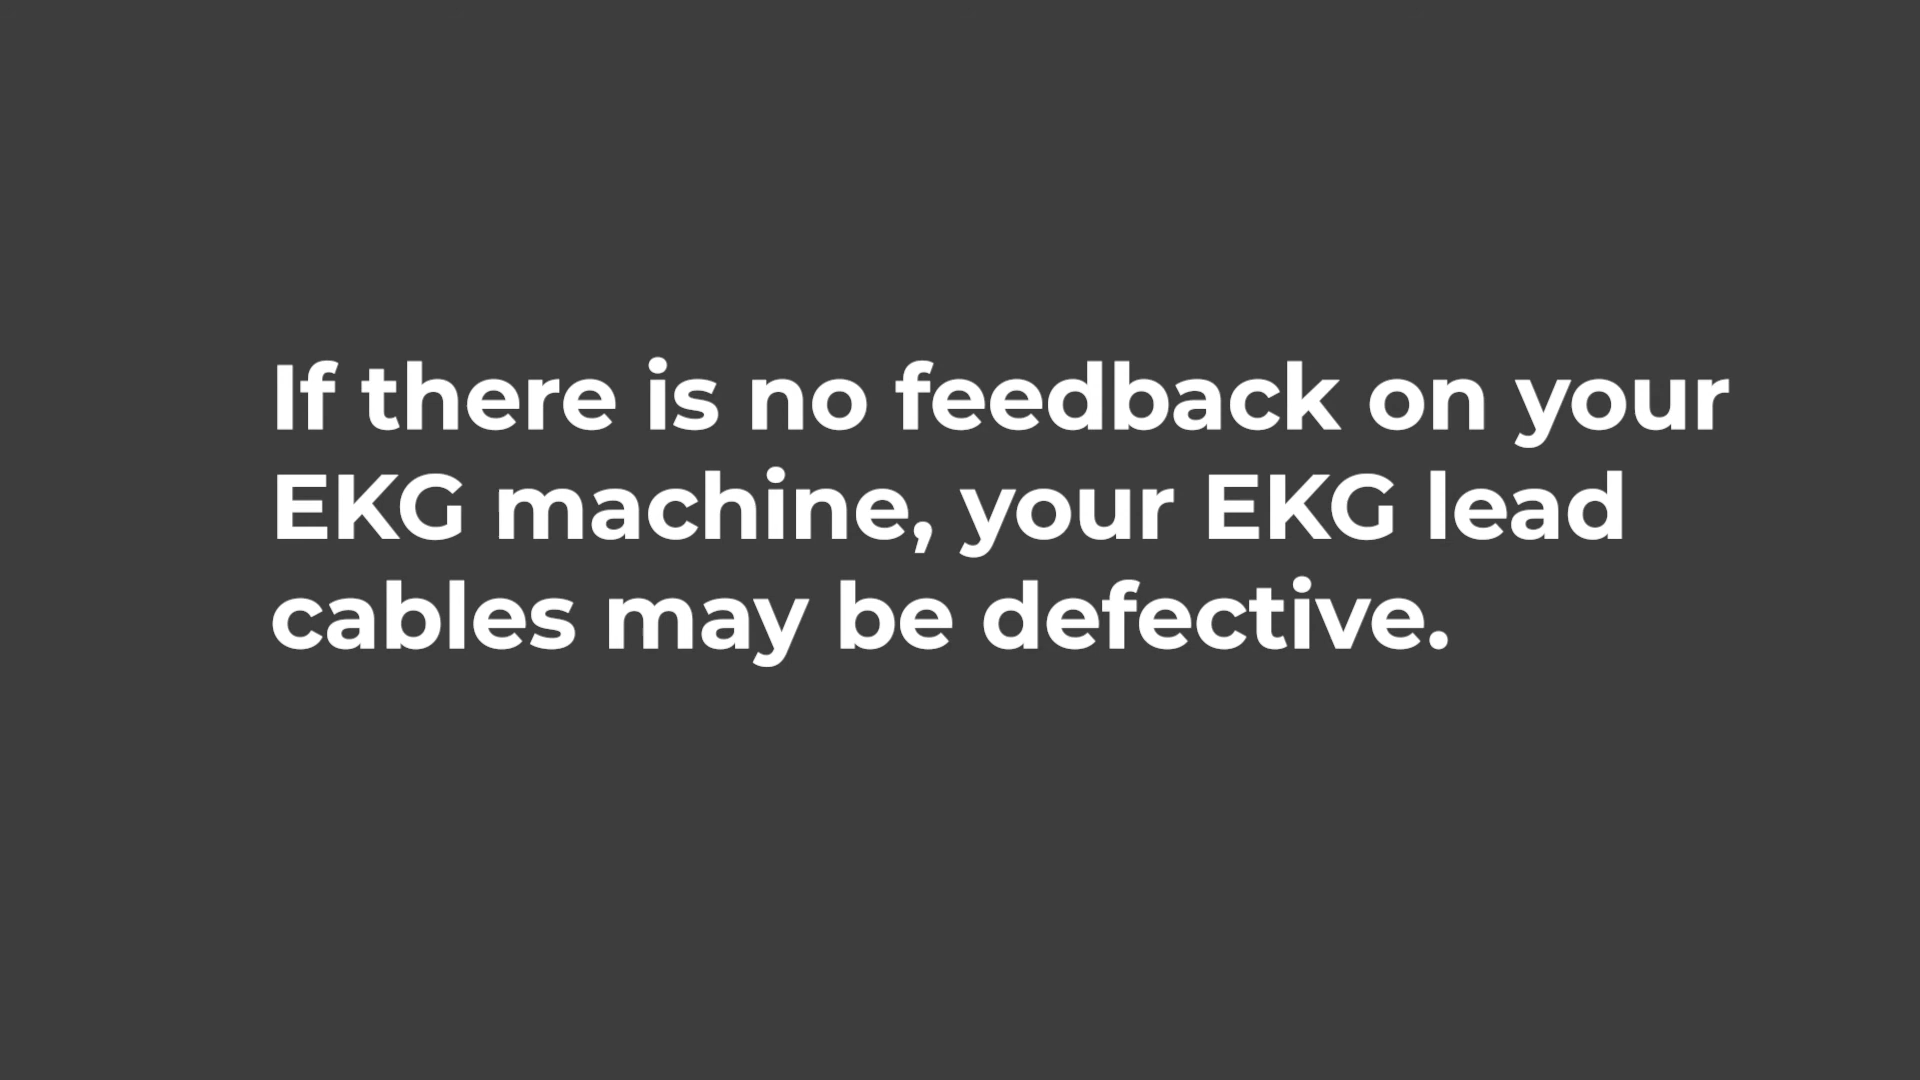 If there is no feedback on your
EKG machine, your EKG lead
cables may be defective.